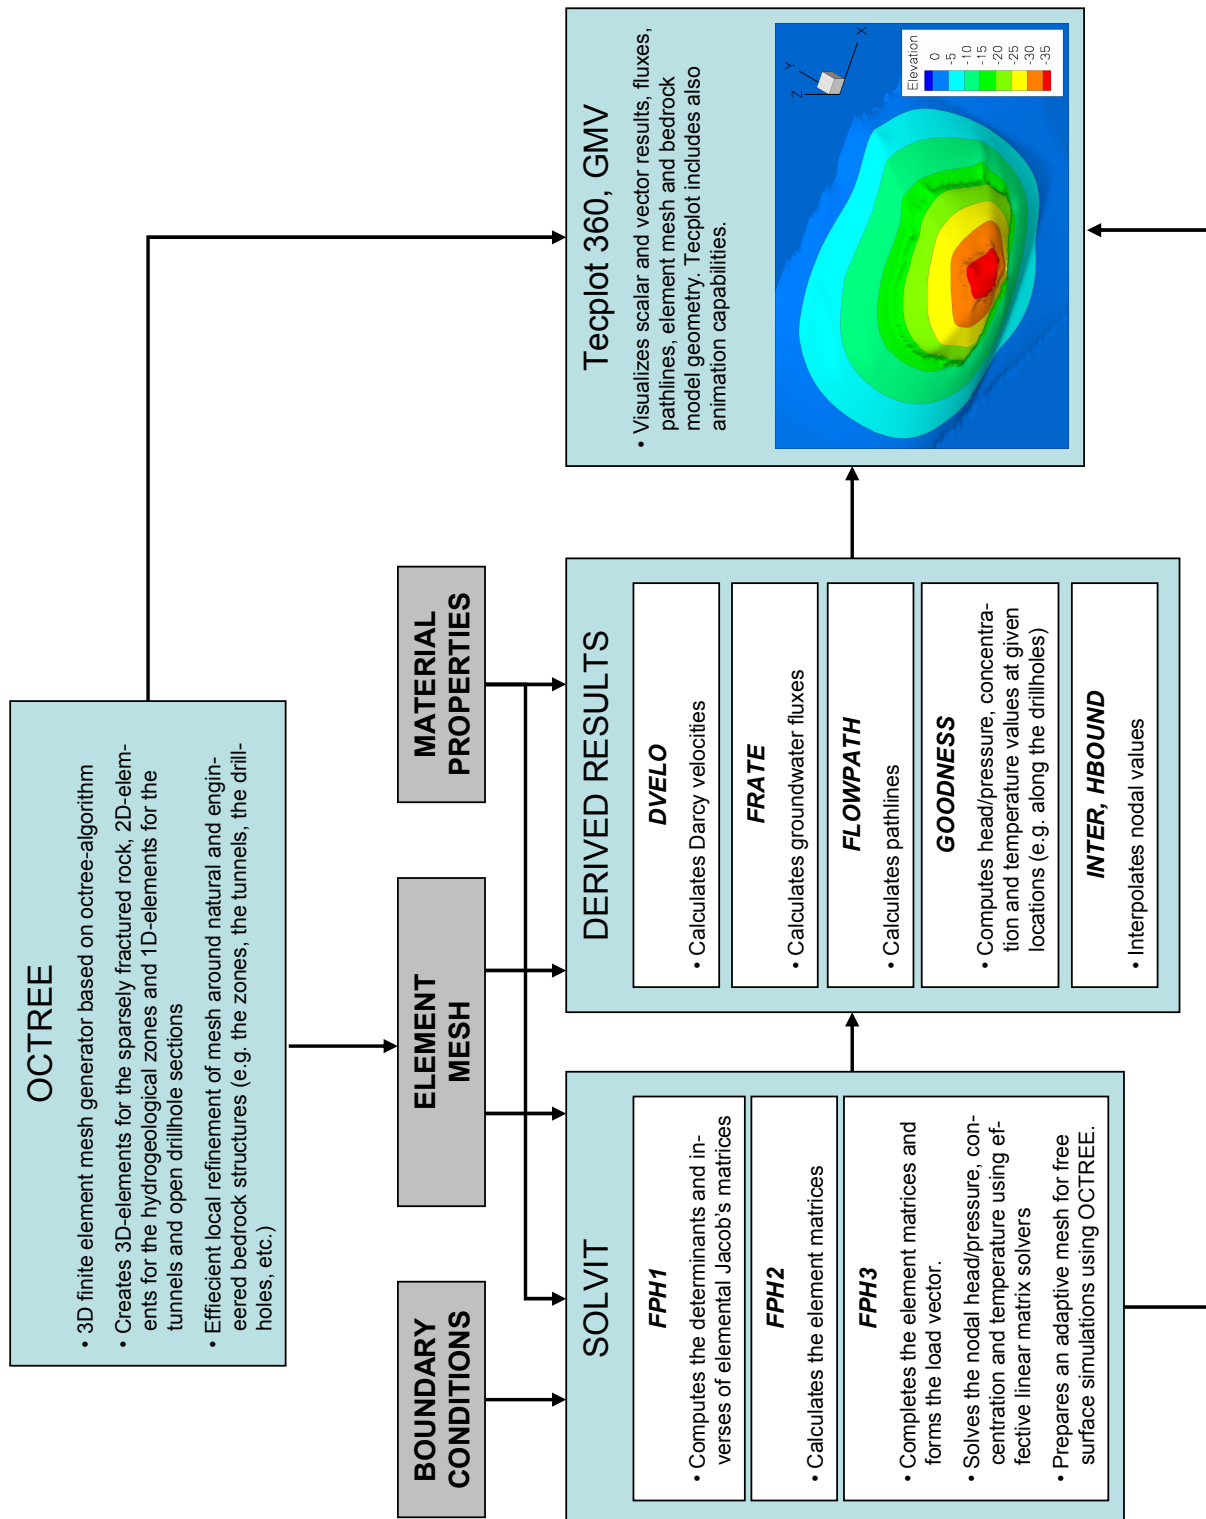 OCTREE
• 3D finite element mesh generator based on octree-algorithm
• Creates 3D-elements for the sparsely fractured rock, 2D-elem-
ents for the hydrogeological zones and 1D-elements for the
tunnels and open drillhole sections
• Effiecient local refinement of mesh around natural and engin-
eered bedrock structures (e.g. the zones, the tunnels, the drill-
holes, etc.)
BOUNDARY
CONDITIONS
ELEMENT
MESH
MATERIAL
PROPERTIES
SOLVIT
FPH1
• Computes the determinants and in-
verses of elemental Jacob's matrices
FPH2
• Calculates the element matrices
FPH3
• Completes the element matrices and
forms the load vector.
• Solves the nodal head/pressure, con-
centration and temperature using ef-
fective linear matrix solvers
• Prepares an adaptive mesh for free
surface simulations using OCTREE.
DERIVED RESULTS
DVELO
• Calculates Darcy velocities
FRATE
• Calculates groundwater fluxes
FLOWPATH
• Calculates pathlines
GOODNESS
• Computes head/pressure, concentra-
tion and temperature values at given
locations (e.g. along the drillholes)
INTER, HBOUND
• Interpolates nodal values
Tecplot 360, GMV
• Visualizes scalar and vector results, fluxes,
pathlines, element mesh and bedrock
model geometry. Tecplot includes also
animation capabilities.
Z
Y
X
Elevation
0
-5
-10
-15
-20
-25
-30
-35